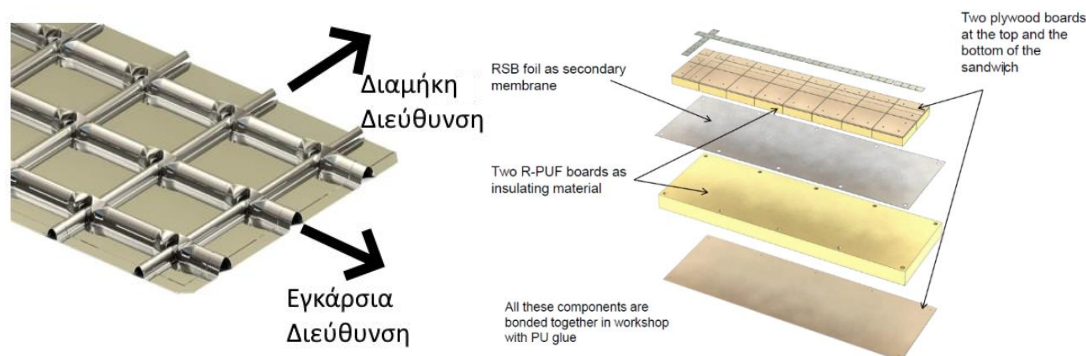 Διαμήκη
Διεύθυνση
Εγκάρσια
Διεύθυνση
Two plywood boards
at the top and the
bottom of the
sandwich
RSB foil as secondary
membrane
Two R-PUF boards as
insulating material
All these components are
bonded together in workshop
with PU glue